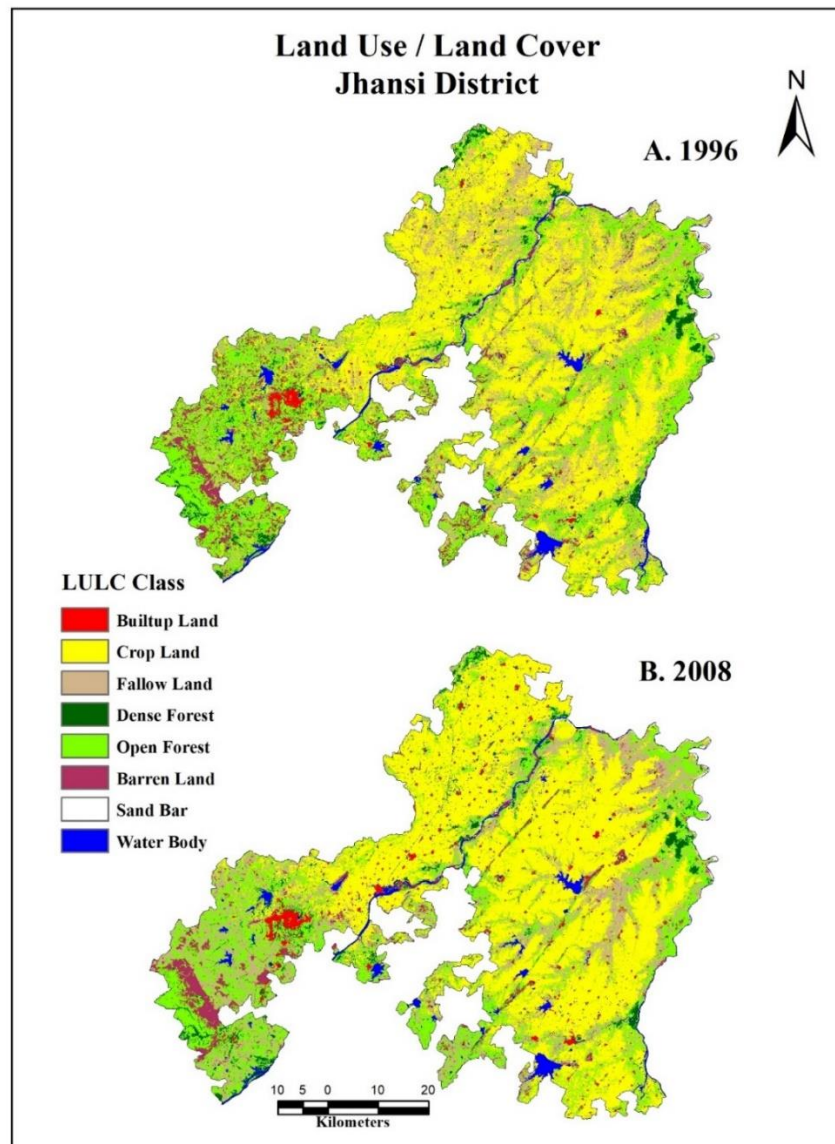 Land Use / Land Cover
Jhansi District
N
A. 1996
LULC Class
Builtup Land
Crop Land
Fallow Land
Dense Forest
Open Forest
Barren Land
Sand Bar
Water Body
B. 2008
10 5 0 10 20
Kilometers